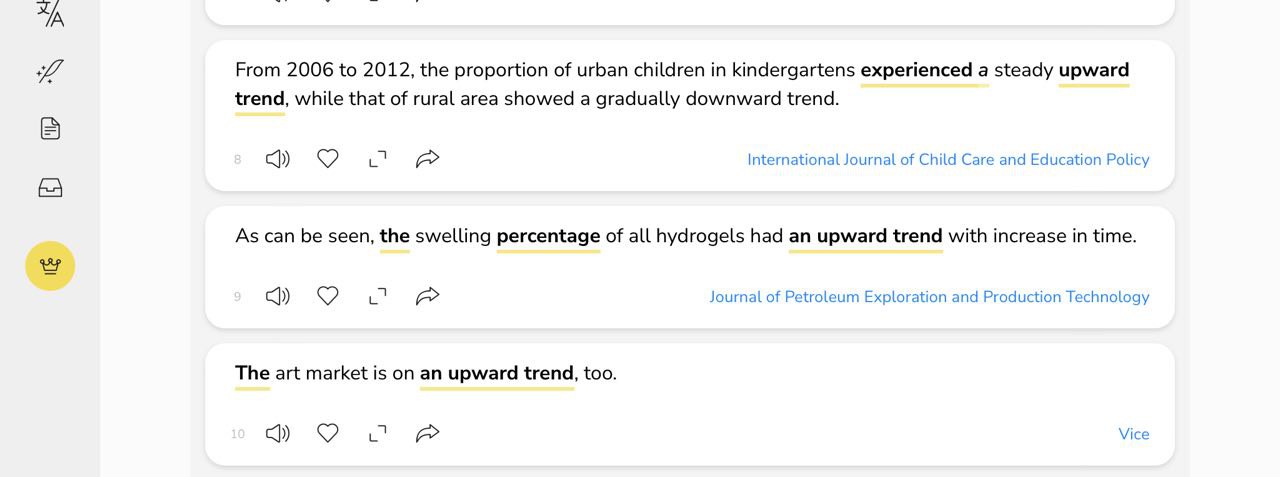 From 2006 to 2012, the proportion of urban children in kindergartens experienced a steady upward
trend, while that of rural area showed a gradually downward trend.
8
International Journal of Child Care and Education Policy
As can be seen, the swelling percentage of all hydrogels had an upward trend with increase in time.
9
Journal of Petroleum Exploration and Production Technology
The art market is on an upward trend, too.
10
Vice